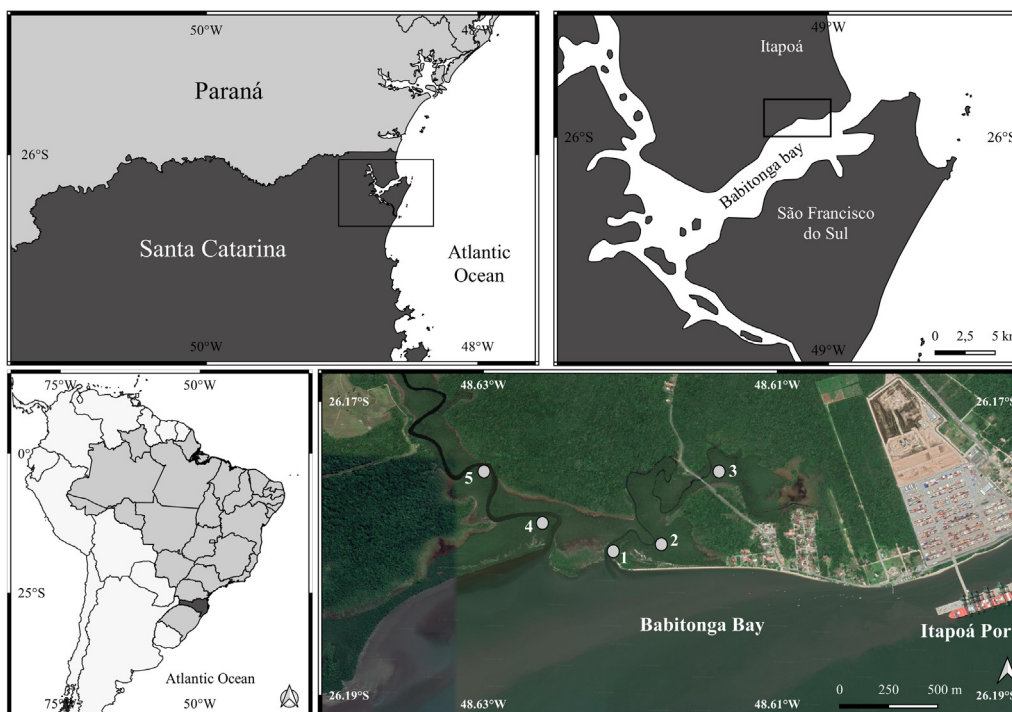 50°W
48°W
Paraná
26°S
Santa Catarina
Atlantic
Ocean
50°W
48°W
49°W
Itapoá
26°S
Babitonga bay
São Francisco
do Sul
0 2,5 5 km
49°W
75°W
50°W
0°
25°S
Atlantic Ocean
75°
50°W
48.63°W
48.61°W
26.17°S
26.17°S
5
3
4
1
2
Babitonga Bay
Itapoá Por
26.19°S
26.19°S
0 250 500 m
48.63°W
48.61°W